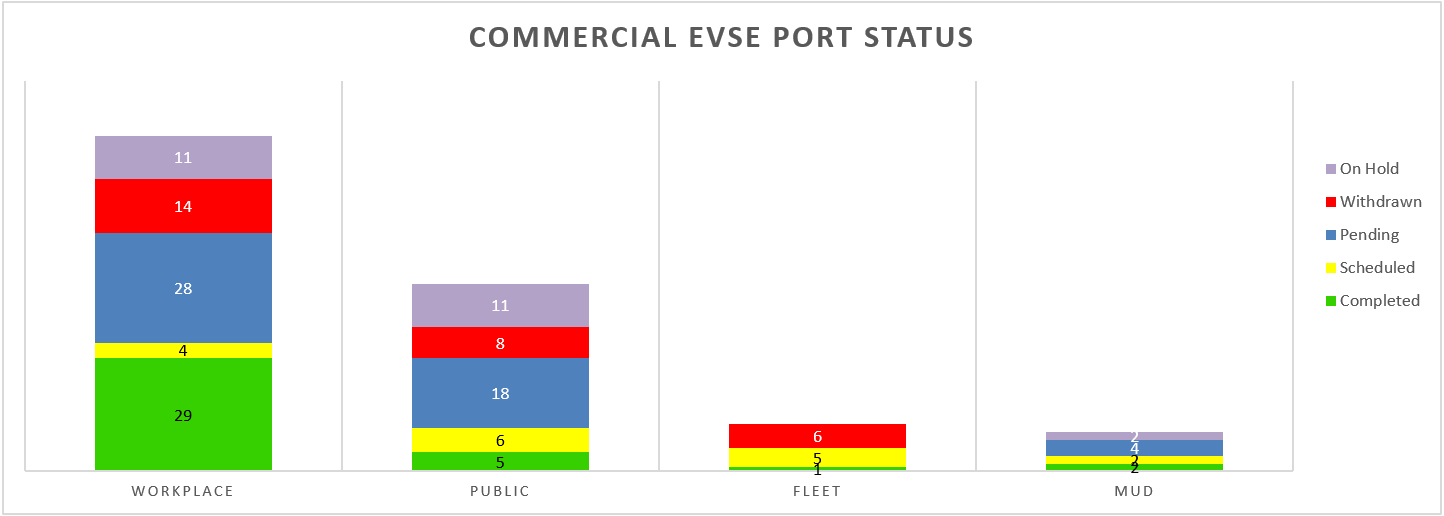 COMMERCIAL EVSE PORT STATUS
11
14
28
4
29
11
8
18
6
5
6
5
1
2
4
2
2
On Hold
Withdrawn
Pending
Scheduled
Completed
WORKPLACE PUBLIC FLEET MUD